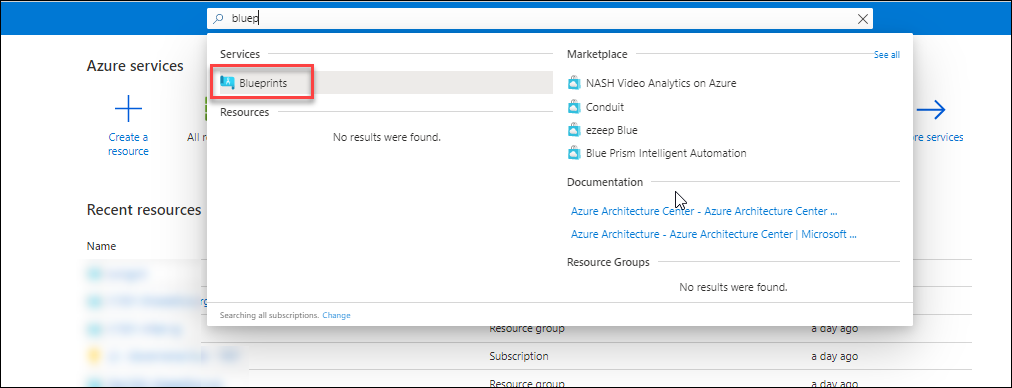 bluep
Azure services
Create a
resource
All re
re services
Services
Blueprints
Resources
No results were found.
Marketplace
See all
NASH Video Analytics on Azure
Conduit
ezeep Blue
Blue Prism Intelligent Automation
Documentation
Azure Architecture Center - Azure Architecture Center ...
Azure Architecture - Azure Architecture Center | Microsoft ...
Resource Groups
No results were found.
Searching all subscriptions. Change
Recent resources
Name
Resource group
a day ago
Subscription
a day ago
Resource group
a day ago